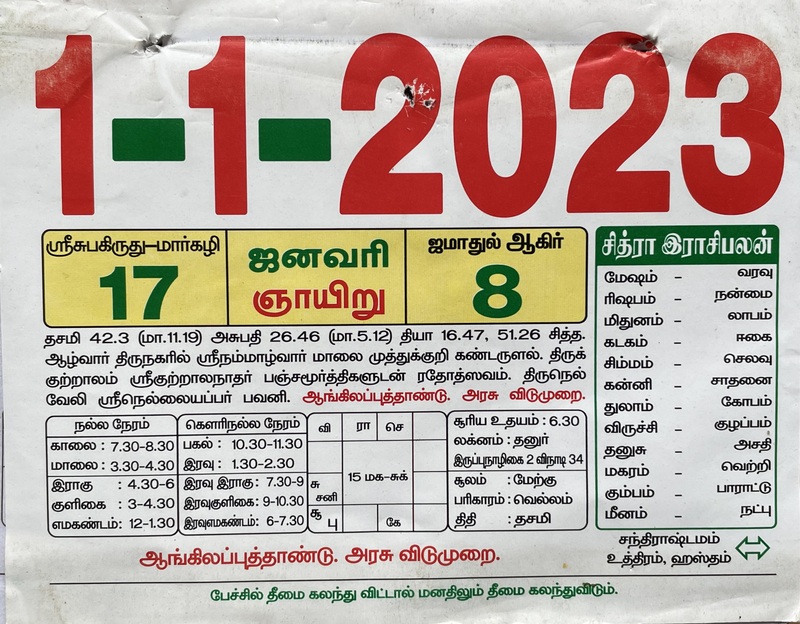 1-1-2023
ஸ்ரீசுபகிருது-மார்கழி
17
ஜனவரி
ஞாயிறு
ஜமாதுல் ஆகிர்
8
தசமி 42.3 (மா.11.19) அசுபதி 26.46 (மா.5.12) தியா 16.47, 51.26 சித்த.
ஆழ்வார் திருநகரில் ஸ்ரீநம்மாழ்வார் மாலை முத்துக்குறி கண்டருளல். திருக்
குற்றாலம் ஸ்ரீகுற்றாலநாதர் பஞ்சமூர்த்திகளுடன் ரதோத்ஸவம். திருநெல்
வேலி ஸ்ரீநெல்லையப்பர் பவனி. ஆங்கிலப்புத்தாண்டு. அரசு விடுமுறை.
நல்ல நேரம்
காலை : 7.30-8.30
மாலை : 3.30-4.30
இராகு : 4.30-6
குளிகை : 3-4.30
எமகண்டம் : 12-1.30
கௌரிநல்ல நேரம்
பகல் : 10.30-11.30
இரவு : 1.30-2.30
இரவு இராகு : 7.30-9
இரவுகுளிகை : 9-10.30
இரவுஎமகண்டம் : 6-7.30
வி ரா செ
சு
சனி 15 மக-சுக்
சூ
பு கே
சூரிய உதயம் : 6.30
லக்னம் : தனுர்
இருப்புநாழிகை 2 விநாடி 34
சூலம் : மேற்கு
பரிகாரம் : வெல்லம்
திதி : தசமி
சித்ரா இராசிபலன்
மேஷம் - வரவு
ரிஷபம் - நன்மை
மிதுனம் - லாபம்
கடகம் - ஈகை
சிம்மம் - செலவு
கன்னி - சாதனை
துலாம் - கோபம்
விருச்சி - குழப்பம்
தனுசு - அசதி
மகரம் - வெற்றி
கும்பம் - பாராட்டு
மீனம் - நட்பு
சந்திராஷ்டமம்
உத்திரம், ஹஸ்தம்
ஆங்கிலப்புத்தாண்டு. அரசு விடுமுறை.
பேச்சில் தீமை கலந்து விட்டால் மனதிலும் தீமை கலந்துவிடும்.